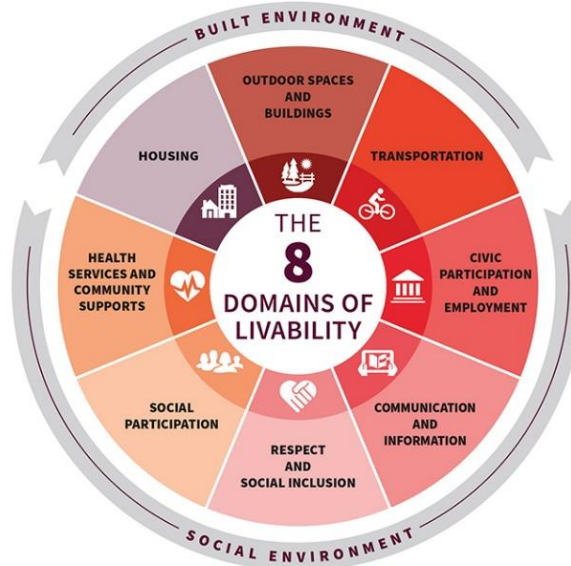 BUILT ENVIRONMENT
OUTDOOR SPACES
AND
BUILDINGS
HOUSING
TRANSPORTATION
THE
8
DOMAINS OF
LIVABILITY
HEALTH
SERVICES AND
COMMUNITY
SUPPORTS
CIVIC
PARTICIPATION
AND
EMPLOYMENT
SOCIAL
PARTICIPATION
COMMUNICATION
AND
INFORMATION
RESPECT
AND
SOCIAL INCLUSION
SOCIAL ENVIRONMENT